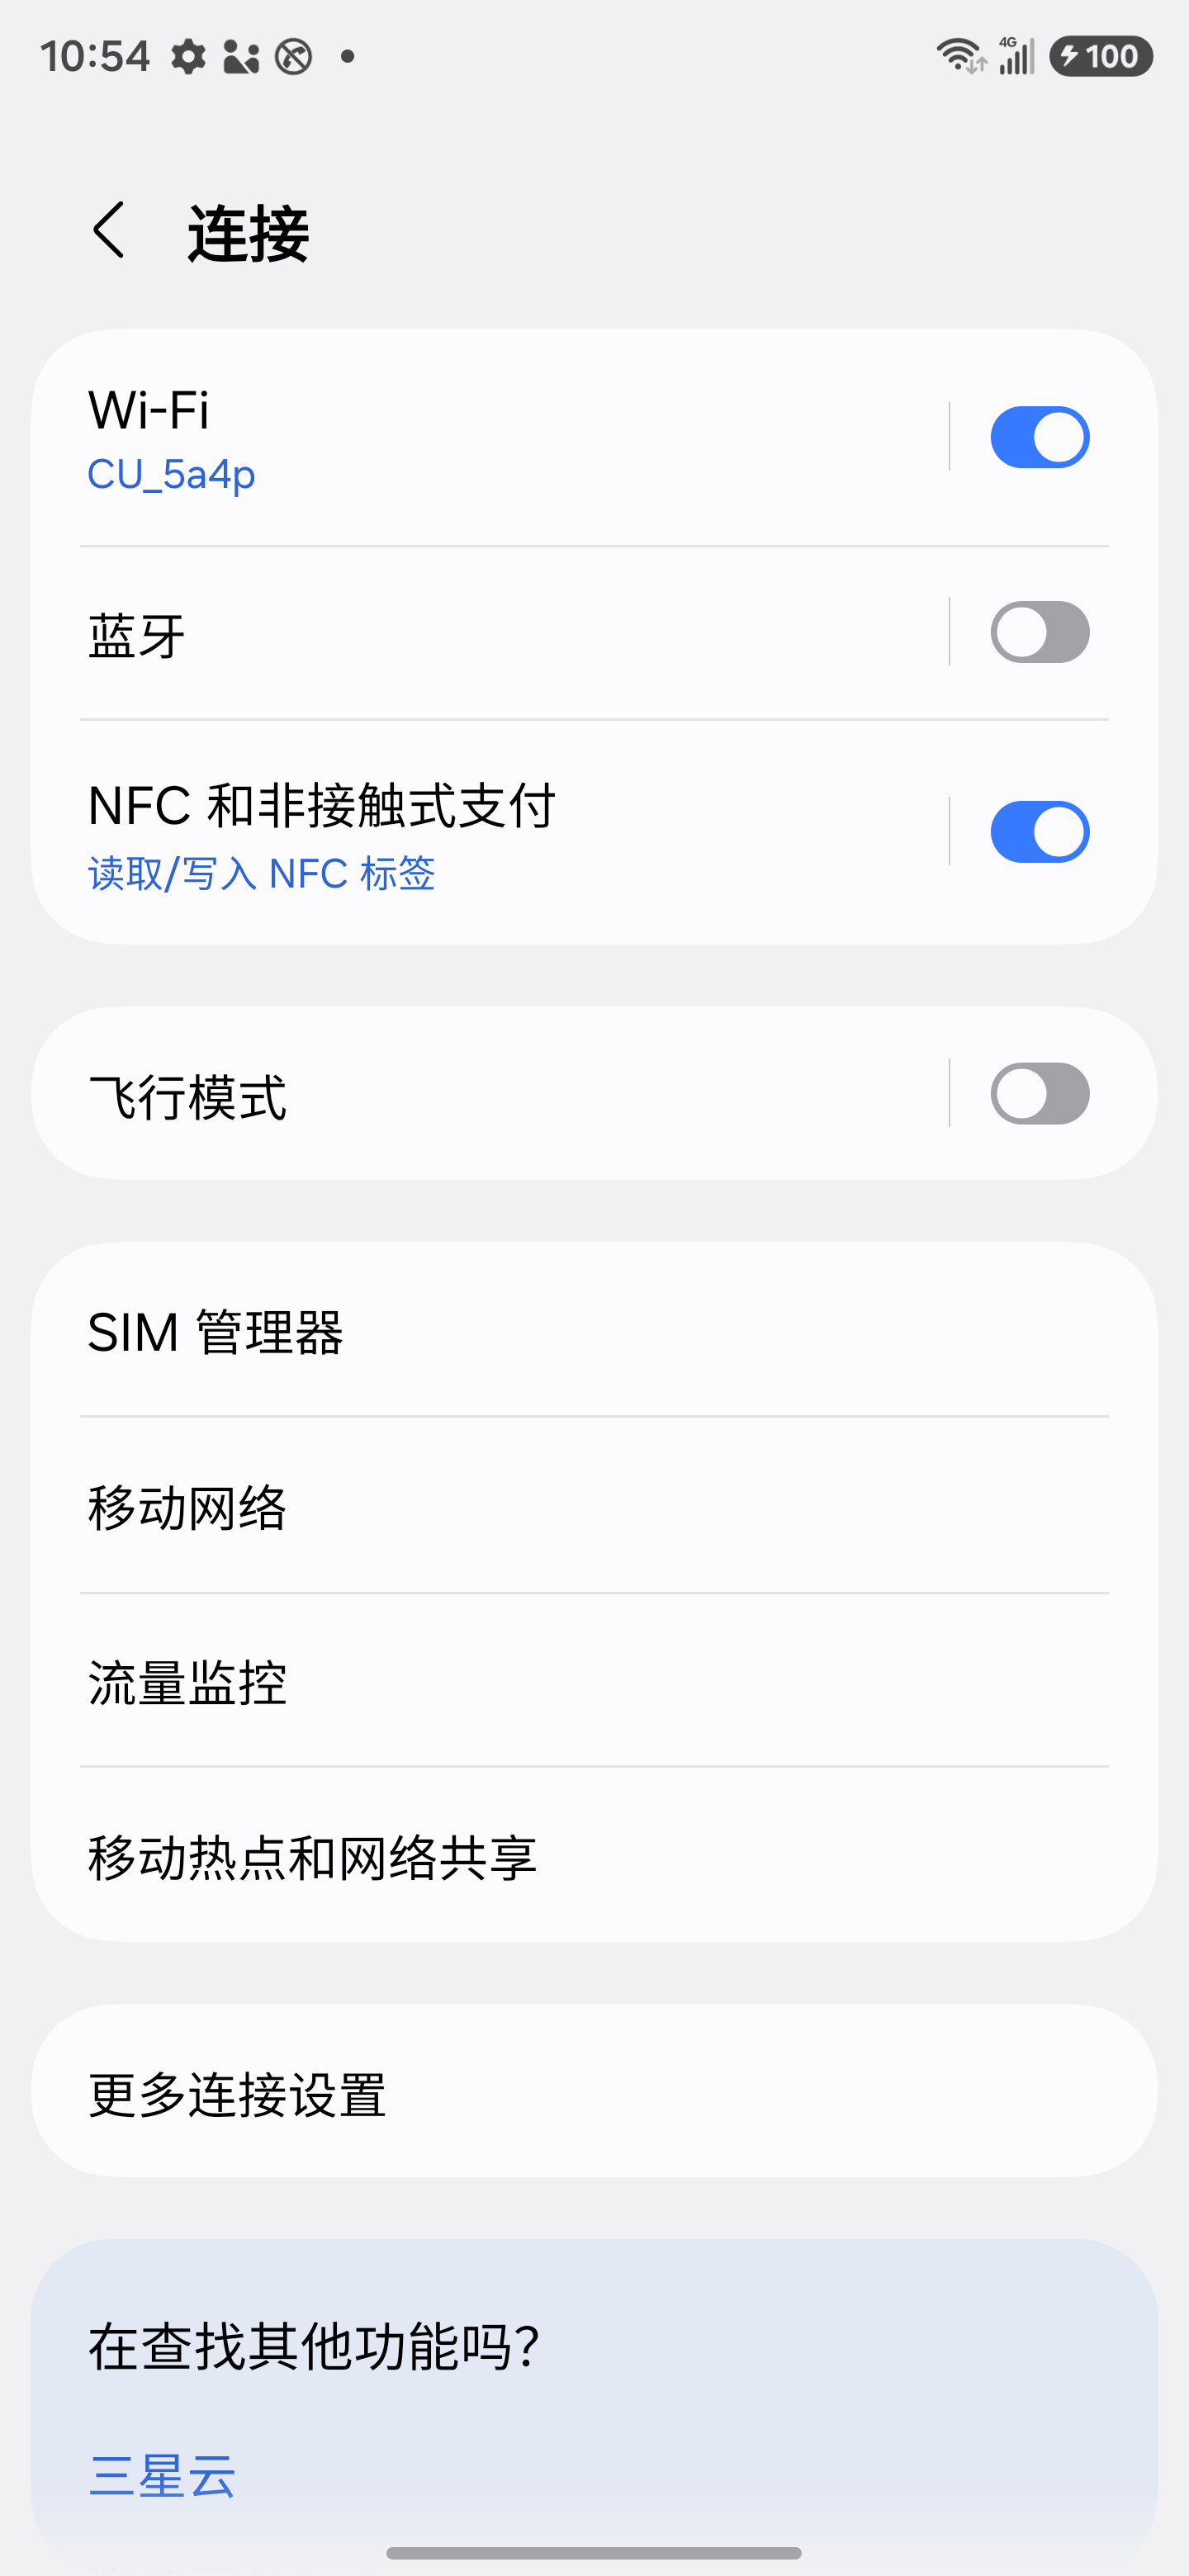 10:54
4G
100
连接
Wi-Fi
CU_5a4p
蓝牙
NFC 和非接触式支付
读取/写入 NFC 标签
飞行模式
SIM 管理器
移动网络
流量监控
移动热点和网络共享
更多连接设置
在查找其他功能吗?
三星云